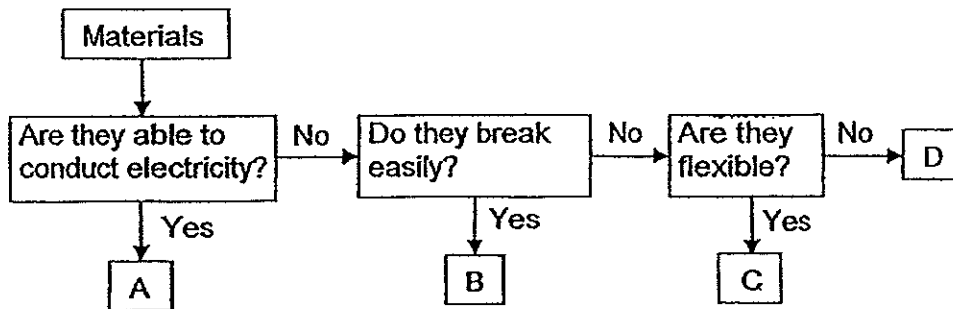 Materials
Are they able to
conduct electricity?
No
Do they break
easily?
No
Are they
flexible?
No
D
Yes
Yes
Yes
A
B
C